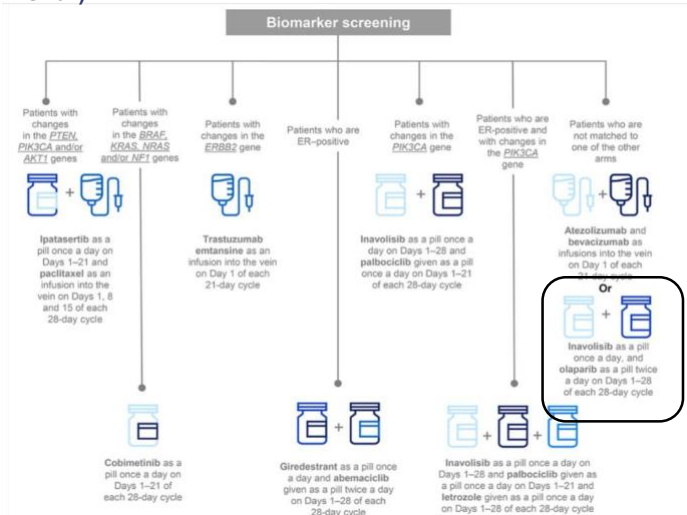 Biomarker screening
Patients with
changes
in the PTEN,
PIK3CA and/or
AKT1 genes
Patients with
changes in
the BRAF,
KRAS, NRAS
and/or NF1 genes
Patients with
changes in the
ERBB2 gene
Patients who are
ER–positive
Patients with
changes in the
PIK3CA gene
Patients who are
ER-positive and
with changes in
the PIK3CA
gene
Patients who are
not matched to
one of the other
arms
+
Ipatasertib as a
pill once a day on
Days 1–21 and
paclitaxel as an
infusion into the
vein on Days 1, 8
and 15 of each
28-day cycle
Trastuzumab
emtansine as an
infusion into the vein
on Day 1 of each
21-day cycle
+
Inavolisib as a pill once a
day on Days 1–28 and
palbociclib given as a pill
once a day on Days 1–21
of each 28-day cycle
+
Atezolizumab and
bevacizumab as
infusions into the vein
on Day 1 of each
21-day cycle
Or
+
Inavolisib as a pill
once a day, and
olaparib as a pill twice
a day on Days 1–28
of each 28-day cycle
Cobimetinib as a
pill once a day on
Days 1–21 of
each 28-day cycle
+
Giredestrant as a pill once
a day and abemaciclib
given as a pill twice a day
on Days 1–28 of each
28-day cycle
+
+
Inavolisib as a pill once a day on
Days 1–28 and palbociclib given as
a pill once a day on Days 1–21 and
letrozole given as a pill once a day
on Days 1–28 of each 28-day cycle